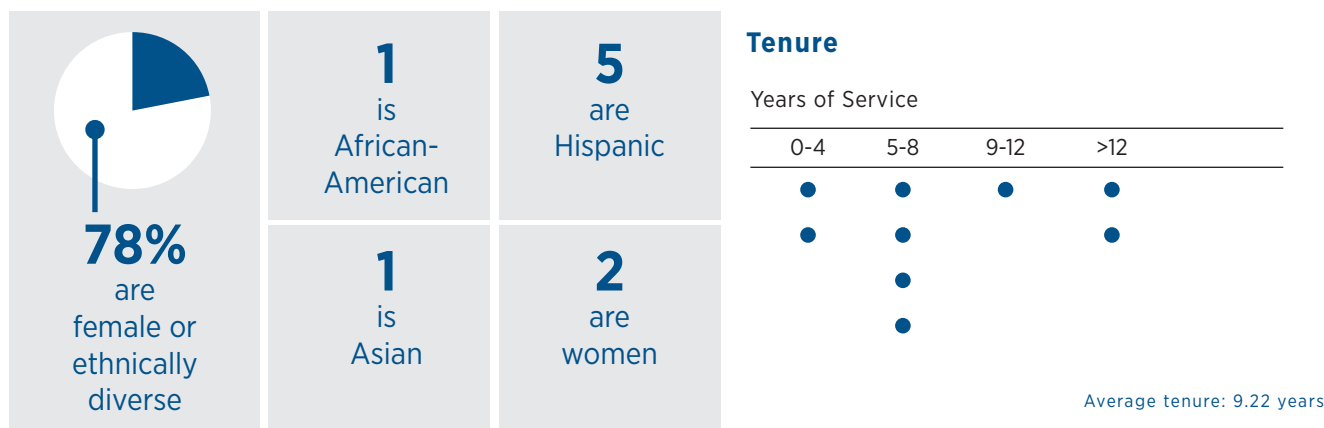 78%
are
female or
ethnically
diverse
1
is
African-
American
5
are
Hispanic
1
is
Asian
2
are
women
Tenure
Years of Service
0-4 5-8 9-12 >12
Average tenure: 9.22 years